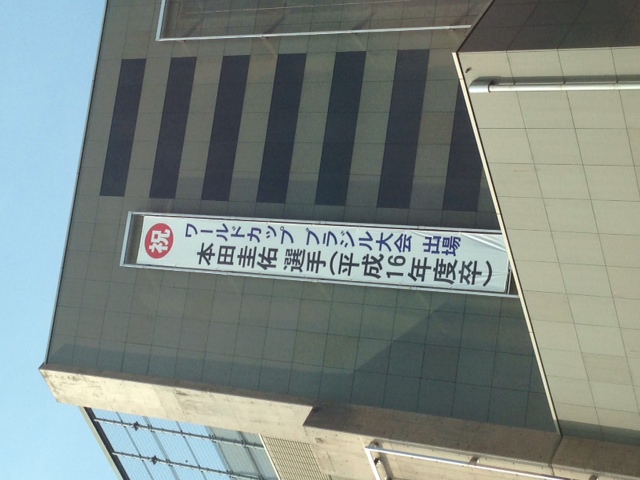 祝
ワールドカップ ブラジル大会 出場
本田圭佑 選手(平成16年度卒)